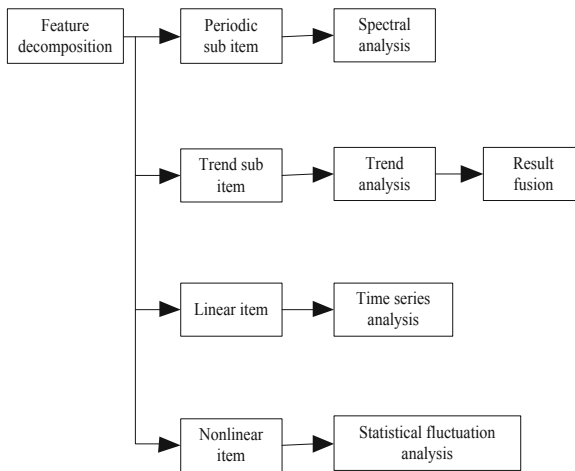 Feature
decomposition
Periodic
sub item
Spectral
analysis
Trend sub
item
Trend
analysis
Result
fusion
Linear item
Time series
analysis
Nonlinear
item
Statistical fluctuation
analysis